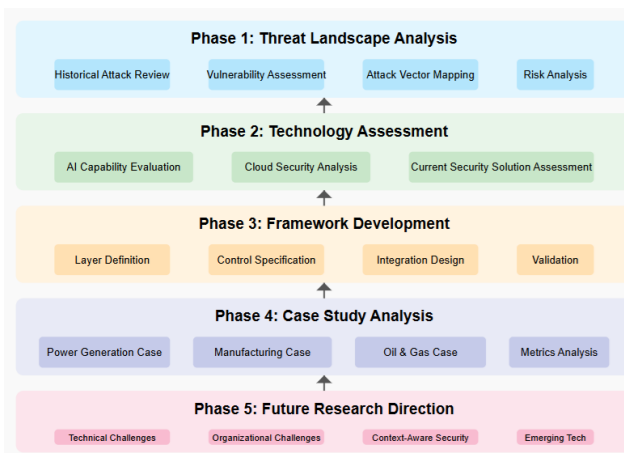 Phase 1: Threat Landscape Analysis
Historical Attack Review
Vulnerability Assessment
Attack Vector Mapping
Risk Analysis
Phase 2: Technology Assessment
AI Capability Evaluation
Cloud Security Analysis
Current Security Solution Assessment
Phase 3: Framework Development
Layer Definition
Control Specification
Integration Design
Validation
Phase 4: Case Study Analysis
Power Generation Case
Manufacturing Case
Oil & Gas Case
Metrics Analysis
Phase 5: Future Research Direction
Technical Challenges
Organizational Challenges
Context-Aware Security
Emerging Tech